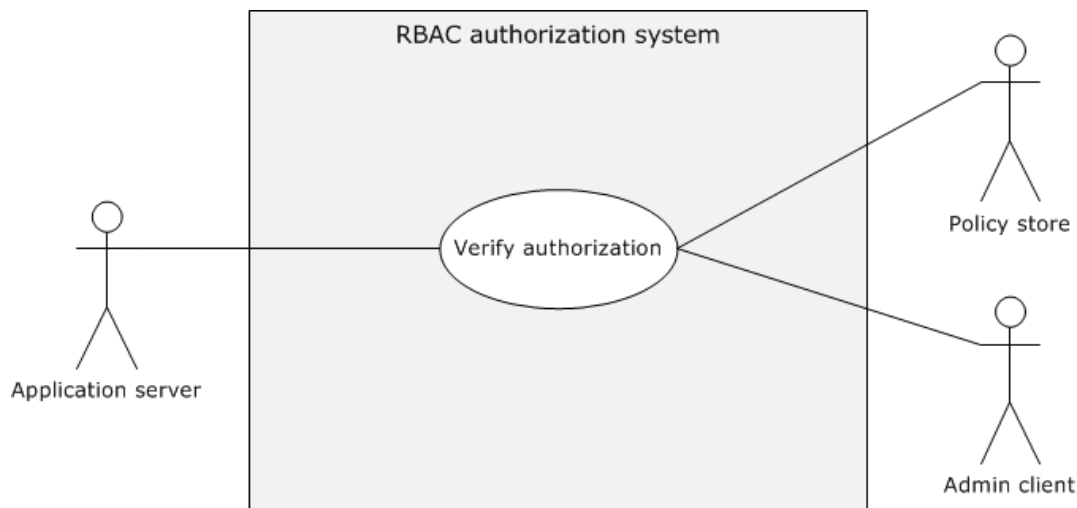 RBAC authorization system
Policy store
Verify authorization
Application server
Admin client